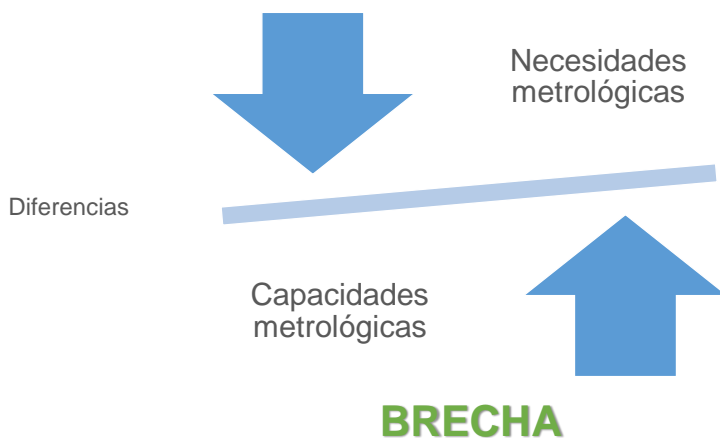 Necesidades
metrológicas
Diferencias
Capacidades
metrológicas
BRECHA